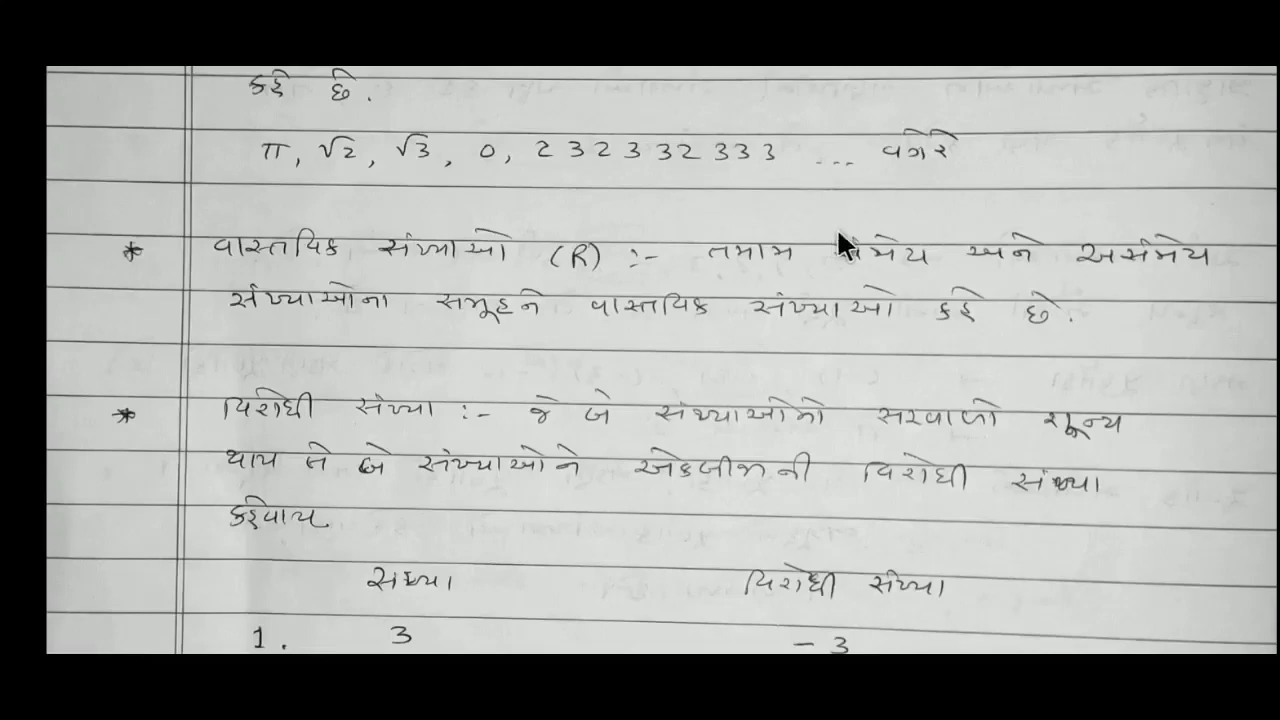 કહે છે.
π, √2, √3, 0, 2 3 2 3 3 2 3 3 3 ... વગેરે
* વાસ્તવિક સંખ્યાઓ (R) :- તમામ સંમેય અને અસંમેય
સંખ્યાઓના સમૂહને વાસ્તવિક સંખ્યાઓ કહે છે.
* વિરોધી સંખ્યા :- જે બે સંખ્યાઓનો સરવાળો શૂન્ય
થાય તે બે સંખ્યાઓને એકબીજાની વિરોધી સંખ્યા
કહેવાય.
સંખ્યા વિરોધી સંખ્યા
1. 3 - 3